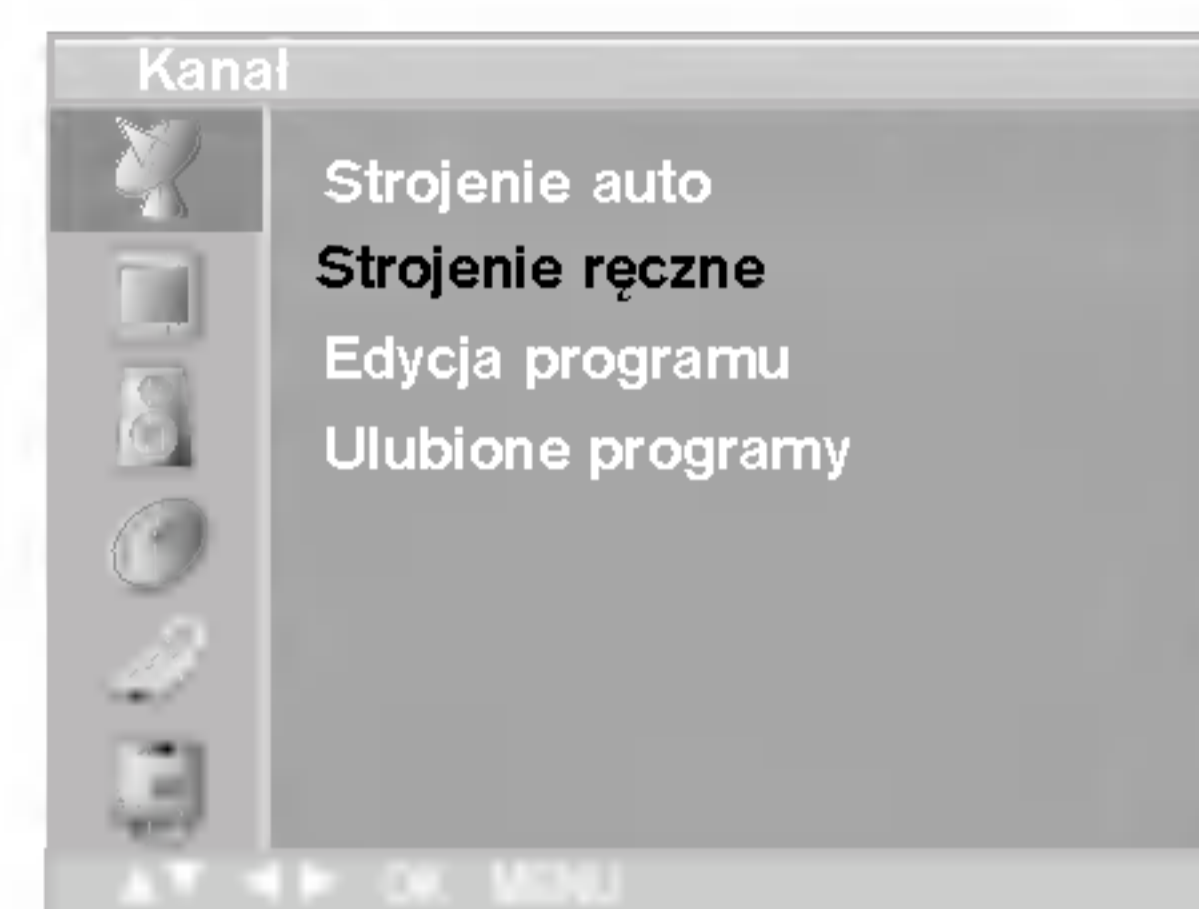 Kanał
Strojenie auto
Strojenie ręczne
Edycja programu
Ulubione programy
▲▼ ◄► OK MENU